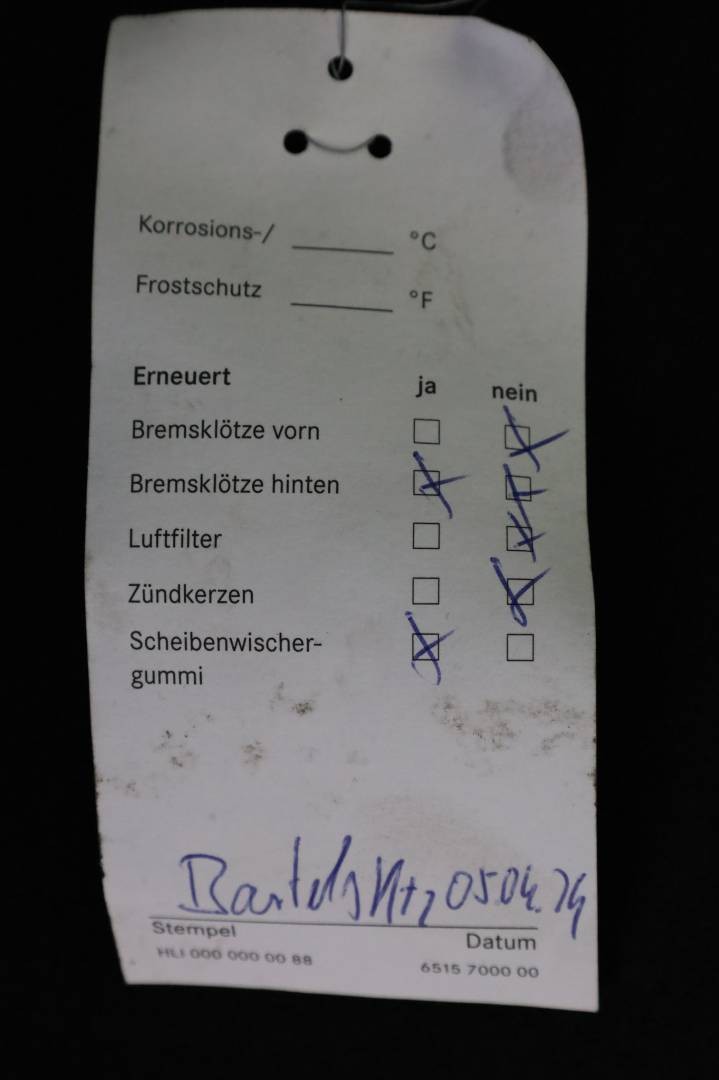 Korrosions-/ °C
Frostschutz °F
Erneuert ja nein
Bremsklötze vorn
Bremsklötze hinten
Luftfilter
Zündkerzen
Scheibenwischer-
gummi
Bartels 05.04.24
Stempel Datum
HLI 000 000 00 88 6515 7000 00